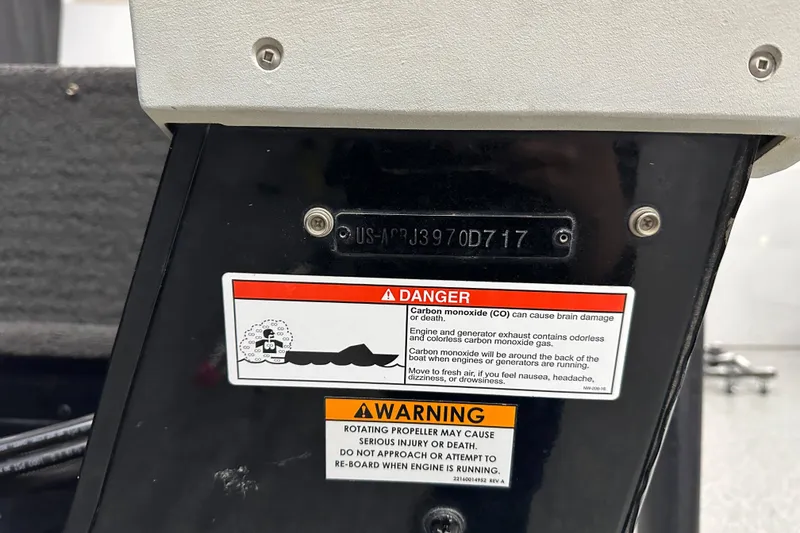 J3970D717
DANGER
Carbon monoxide (CO) can cause brain damage
or death.
Engine and generator exhaust contains odorless
and colorless carbon monoxide gas.
Carbon monoxide will be around the back of the
boat when engines or generators are running.
Move to fresh air, if you feel nausea, headache,
dizziness, or drowsiness.
WARNING
ROTATING PROPELLER MAY CAUSE
SERIOUS INJURY OR DEATH.
DO NOT APPROACH OR ATTEMPT TO
RE-BOARD WHEN ENGINE IS RUNNING.
32160014952 REV-A